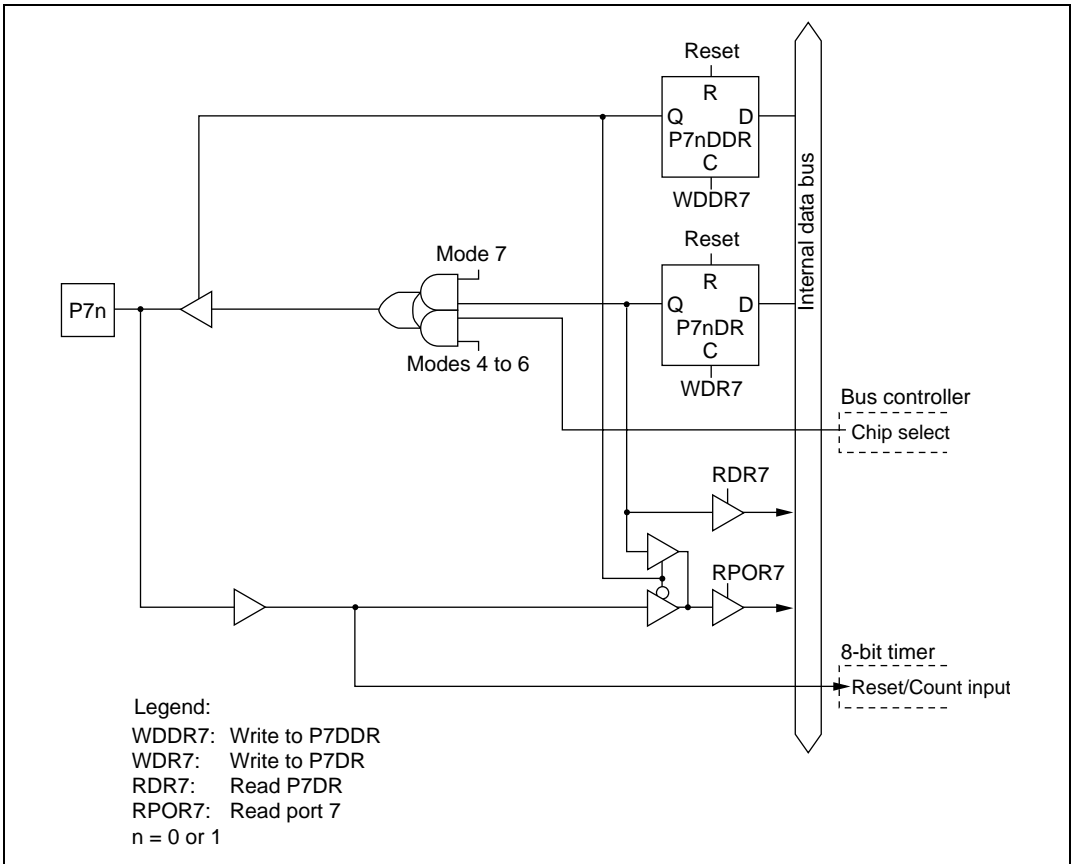 Reset
R
Q D
P7nDDR
C
WDDR7
Internal data bus
Mode 7
Reset
R
Q D
P7nDR
C
WDR7
P7n
Modes 4 to 6
Bus controller
Chip select
RDR7
RPOR7
8-bit timer
Reset/Count input
Legend:
WDDR7: Write to P7DDR
WDR7: Write to P7DR
RDR7: Read P7DR
RPOR7: Read port 7
n = 0 or 1